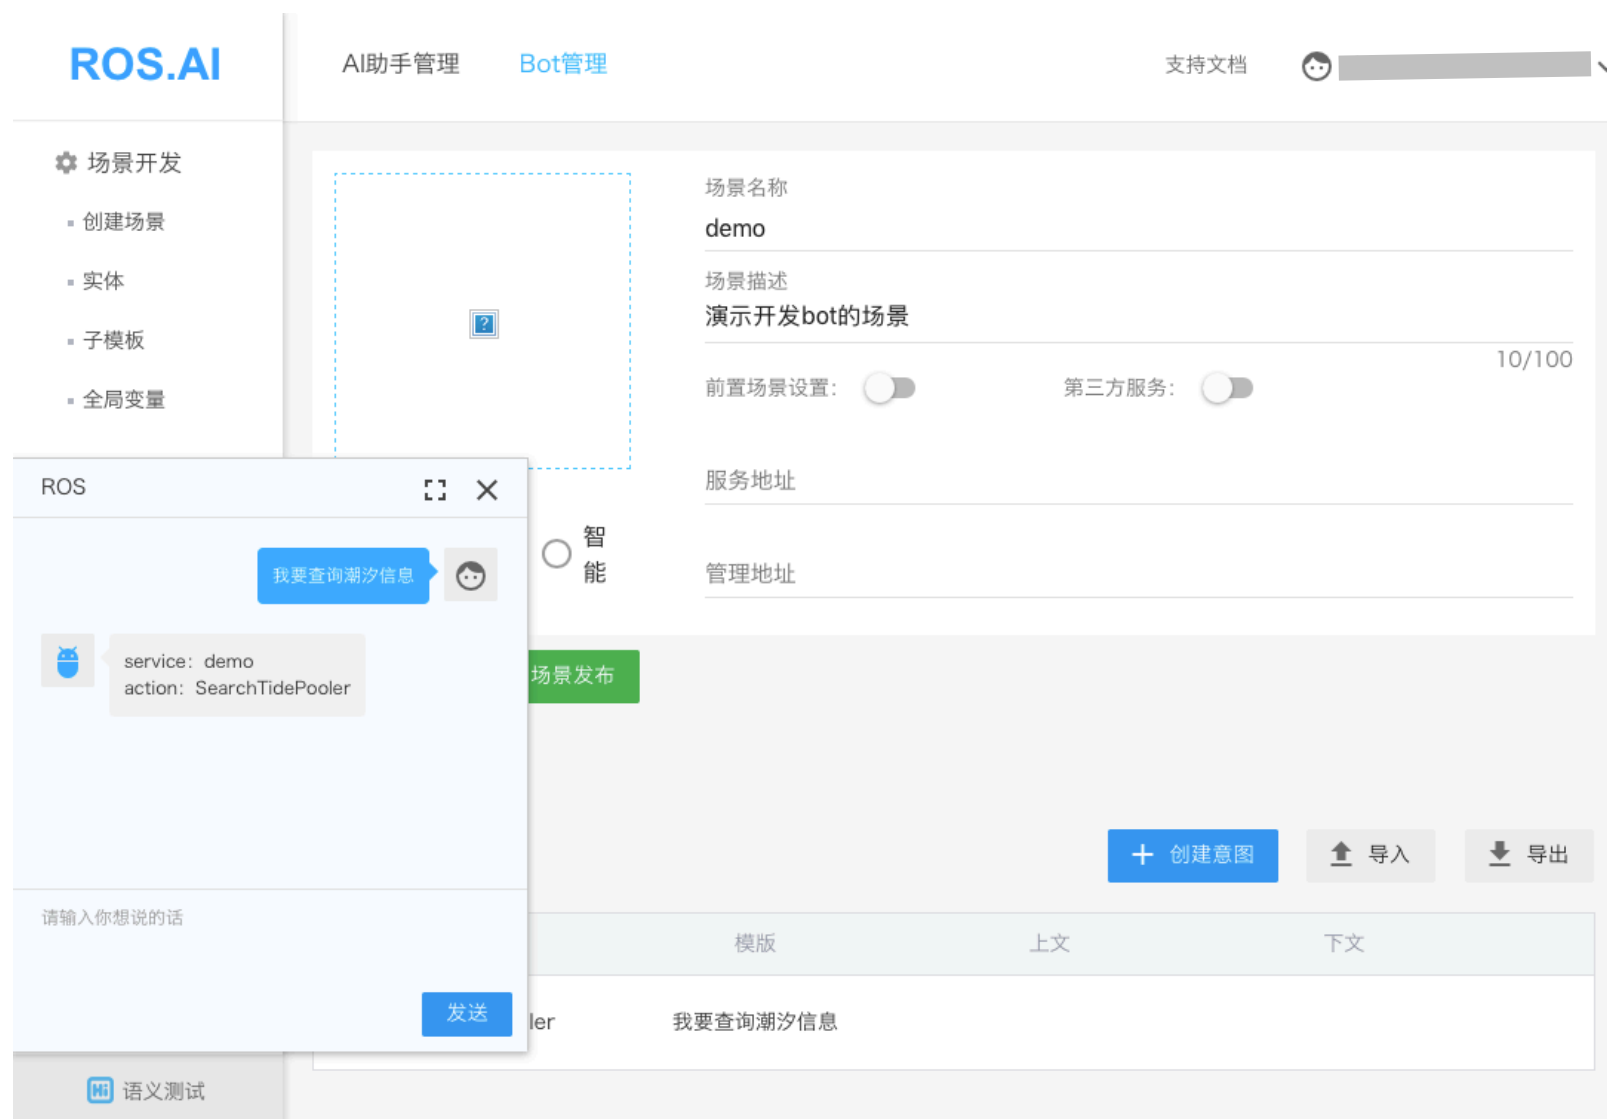 ROS.AI
AI助手管理
Bot管理
支持文档
场景开发
创建场景
实体
子模板
全局变量
场景名称
demo
场景描述
演示开发bot的场景
10/100
前置场景设置：
第三方服务：
服务地址
管理地址
智
能
场景发布
ROS
我要查询潮汐信息
service：demo
action：SearchTidePooler
请输入你想说的话
发送
创建意图
导入
导出
模版
上文
下文
ler
我要查询潮汐信息
Hi
语义测试